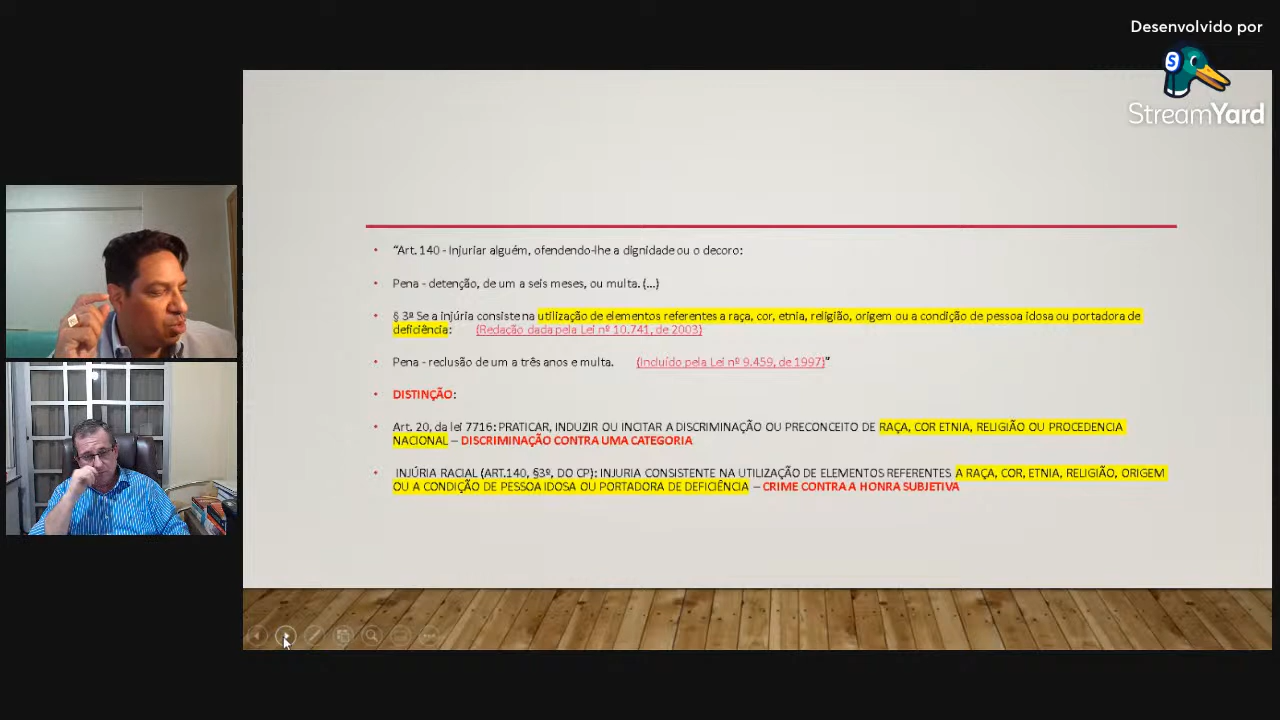 Desenvolvido por
S
StreamYard
• “Art. 140 - Injuriar alguém, ofendendo-lhe a dignidade ou o decoro:
• Pena - detenção, de um a seis meses, ou multa. (...)
• § 3º Se a injúria consiste na utilização de elementos referentes a raça, cor, etnia, religião, origem ou a condição de pessoa idosa ou portadora de
deficiência: (Redação dada pela Lei nº 10.741, de 2003)
• Pena - reclusão de um a três anos e multa. (Incluído pela Lei nº 9.459, de 1997)”
• DISTINÇÃO:
• Art. 20, da lei 7716: PRATICAR, INDUZIR OU INCITAR A DISCRIMINAÇÃO OU PRECONCEITO DE RAÇA, COR ETNIA, RELIGIÃO OU PROCEDENCIA
NACIONAL – DISCRIMINAÇÃO CONTRA UMA CATEGORIA
• INJÚRIA RACIAL (ART.140, §3º, DO CP): INJURIA CONSISTENTE NA UTILIZAÇÃO DE ELEMENTOS REFERENTES A RAÇA, COR, ETNIA, RELIGIÃO, ORIGEM
OU A CONDIÇÃO DE PESSOA IDOSA OU PORTADORA DE DEFICIÊNCIA – CRIME CONTRA A HONRA SUBJETIVA